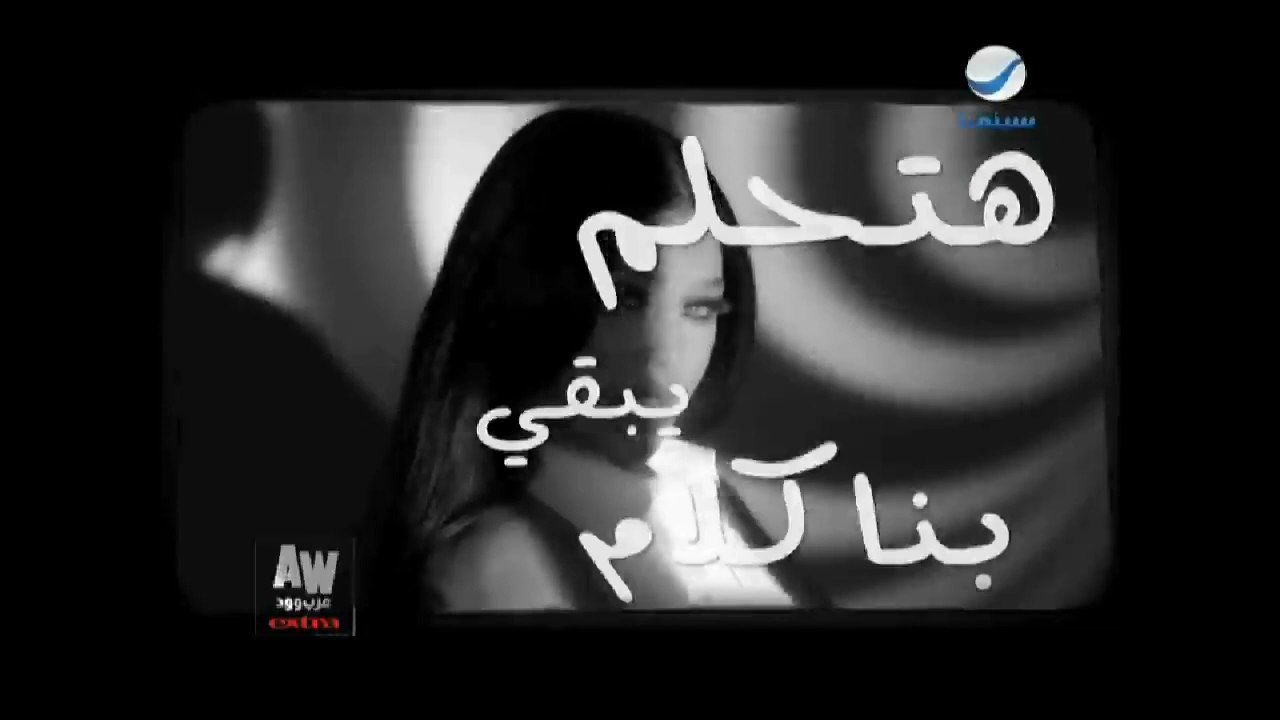 سينما
هتحلم
يبقي
بنا كلام
AW
عرب وود
extra